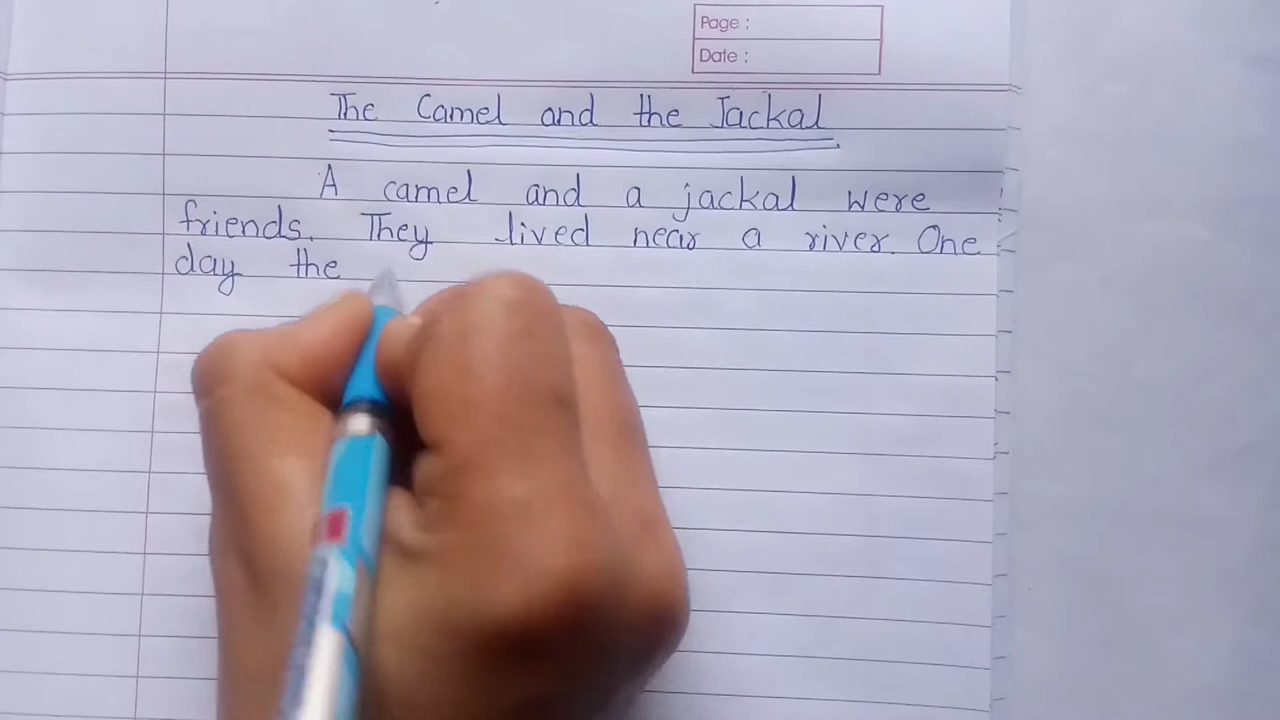 Page :
Date :
The Camel and the Jackal
A camel and a jackal were
friends. They lived near a river. One
day the